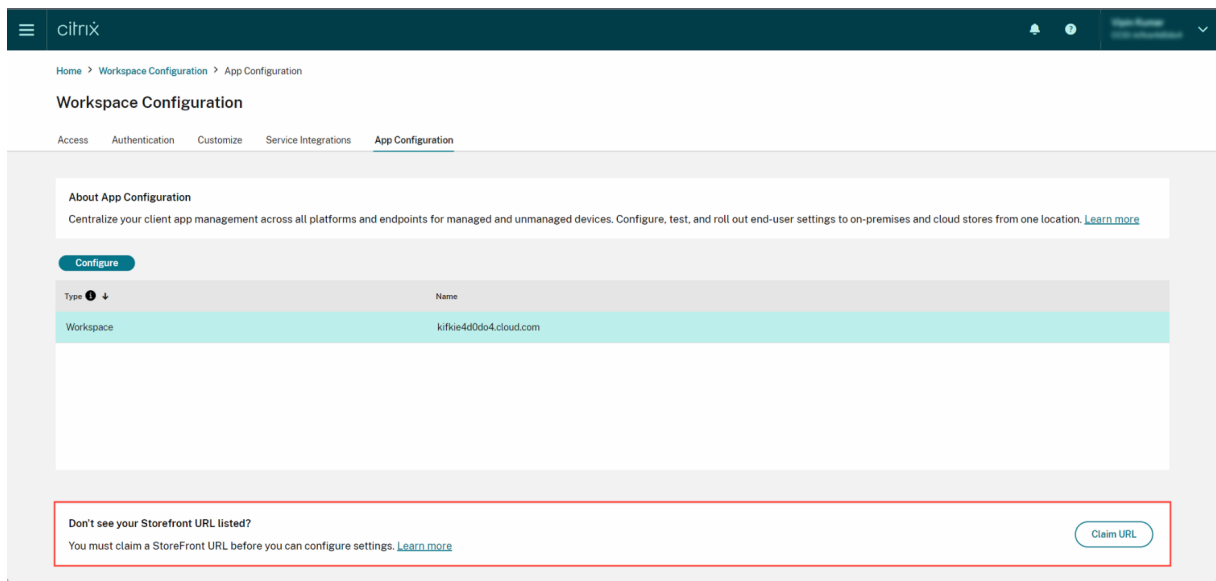 citrix
Home > Workspace Configuration > App Configuration
Workspace Configuration
Access Authentication Customize Service Integrations App Configuration
About App Configuration
Centralize your client app management across all platforms and endpoints for managed and unmanaged devices. Configure, test, and roll out end-user settings to on-premises and cloud stores from one location. Learn more
Configure
Type Name
Workspace kifkie4d0do4.cloud.com
Don't see your Storefront URL listed?
You must claim a StoreFront URL before you can configure settings. Learn more
Claim URL